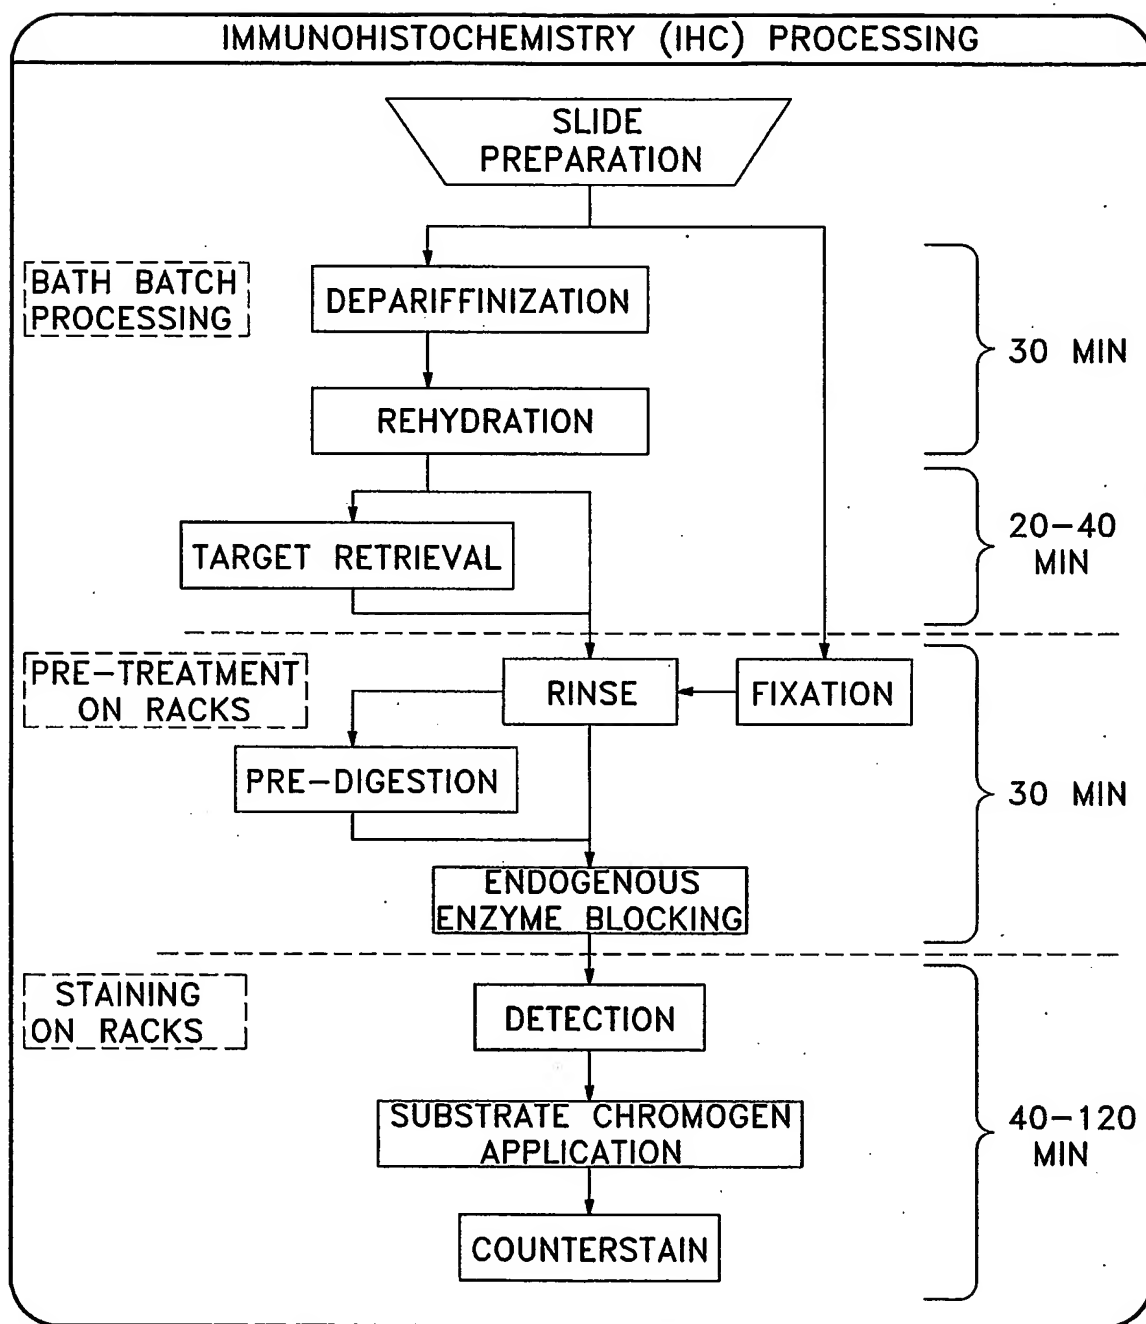 IMMUNOHISTOCHEMISTRY (IHC) PROCESSING
SLIDE
PREPARATION
BATH BATCH
PROCESSING
DEPARIFFINIZATION
30 MIN
REHYDRATION
20-40
MIN
TARGET RETRIEVAL
PRE-TREATMENT
ON RACKS
RINSE
FIXATION
PRE-DIGESTION
30 MIN
ENDOGENOUS
ENZYME BLOCKING
STAINING
ON RACKS
DETECTION
SUBSTRATE CHROMOGEN
APPLICATION
40-120
MIN
COUNTERSTAIN